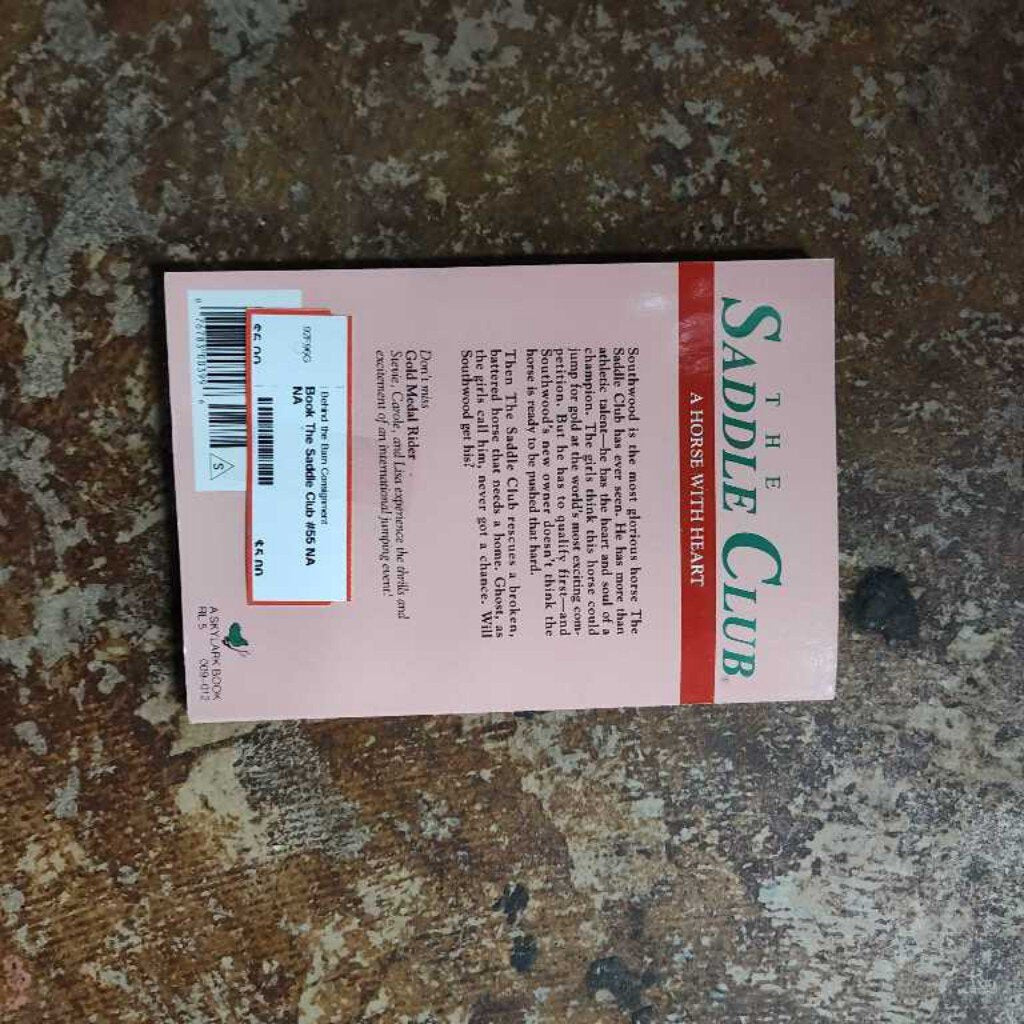 THE
SADDLE CLUB®
A HORSE WITH HEART
Southwood is the most glorious horse The
Saddle Club has ever seen. He has more than
athletic talent—he has the heart and soul of a
champion. The girls think this horse could
jump for gold at the world's most exciting com-
petition. But he has to qualify first—and
Southwood's new owner doesn't think the
horse is ready to be pushed that hard.
Then The Saddle Club rescues a broken,
battered horse that needs a home. Ghost, as
the girls call him, never got a chance. Will
Southwood get his?
Don't miss
Gold Medal Rider
Stevie, Carole, and Lisa experience the thrills and
excitement of an international jumping event!
Behind the Barn Consignment
Book The Saddle Club #55 NA
NA
$5.00
$5.00
S
A SKYLARK BOOK
RL 5 009-012